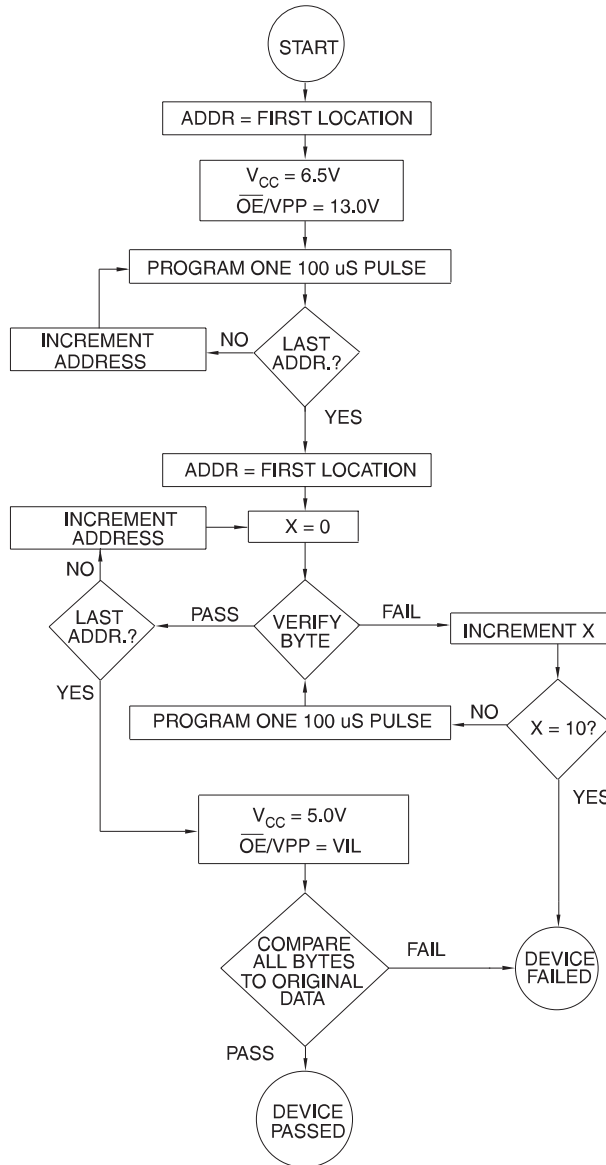 START
ADDR = FIRST LOCATION
VCC = 6.5V
OE/VPP = 13.0V
PROGRAM ONE 100 uS PULSE
INCREMENT
ADDRESS
NO
LAST
ADDR.?
YES
ADDR = FIRST LOCATION
INCREMENT
ADDRESS
X = 0
NO
LAST
ADDR.?
PASS
VERIFY
BYTE
FAIL
INCREMENT X
YES
PROGRAM ONE 100 uS PULSE
NO
X = 10?
YES
VCC = 5.0V
OE/VPP = VIL
COMPARE
ALL BYTES
TO ORIGINAL
DATA
FAIL
DEVICE
FAILED
PASS
DEVICE
PASSED